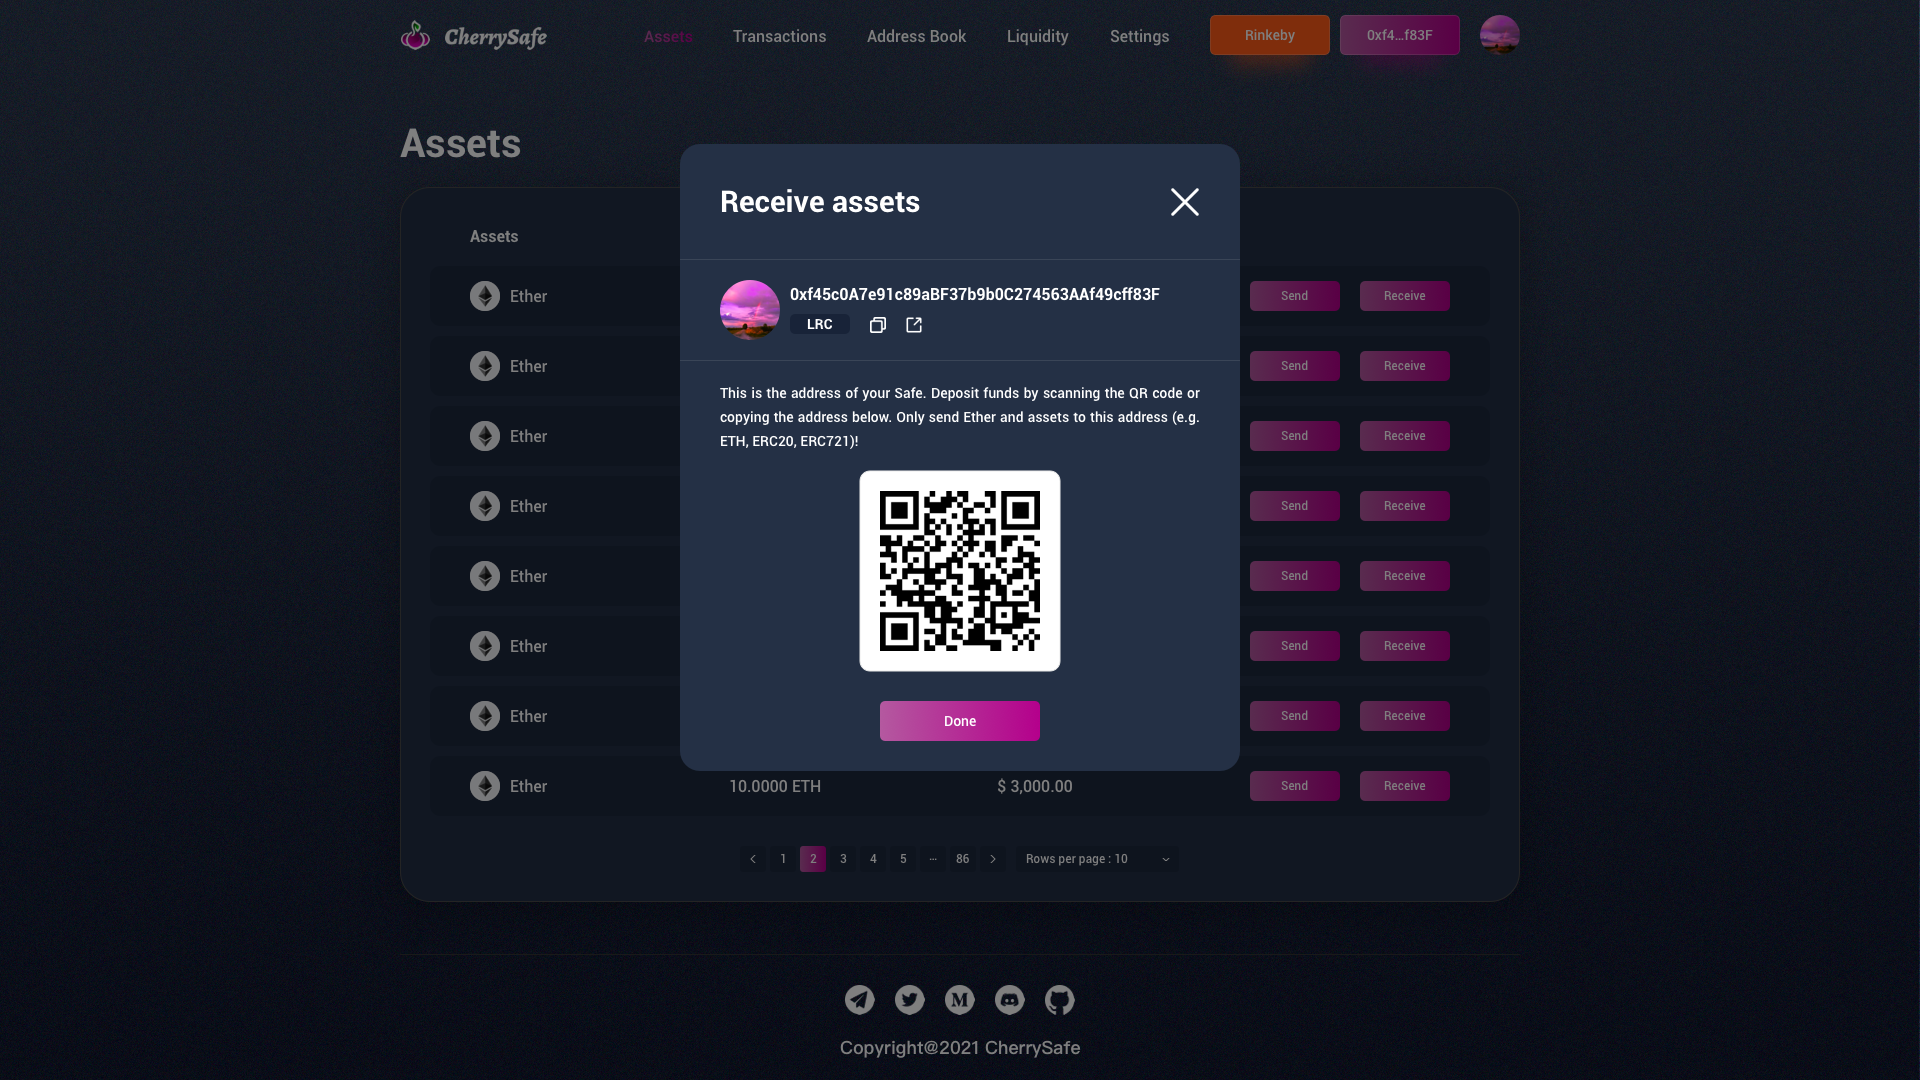 CherrySafe
Assets
Transactions
Address Book
Liquidity
Settings
Rinkeby
0xf4...f83F
Assets
Receive assets
0xf45c0A7e91c89aBF37b9b0C274563AAf49cff83F
LRC
This is the address of your Safe. Deposit funds by scanning the QR code or
copying the address below. Only send Ether and assets to this address (e.g.
ETH, ERC20, ERC721)!
Done
Assets
Ether
Send
Receive
Ether
Send
Receive
Ether
Send
Receive
Ether
Send
Receive
Ether
Send
Receive
Ether
Send
Receive
Ether
Send
Receive
Ether
10.0000 ETH
$ 3,000.00
Send
Receive
1
2
3
4
5
···
86
Rows per page : 10
Copyright@2021 CherrySafe